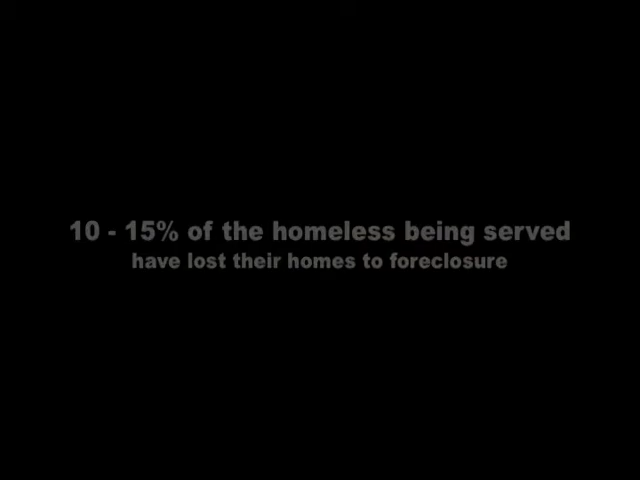 10 - 15% of the homeless being served
have lost their homes to foreclosure